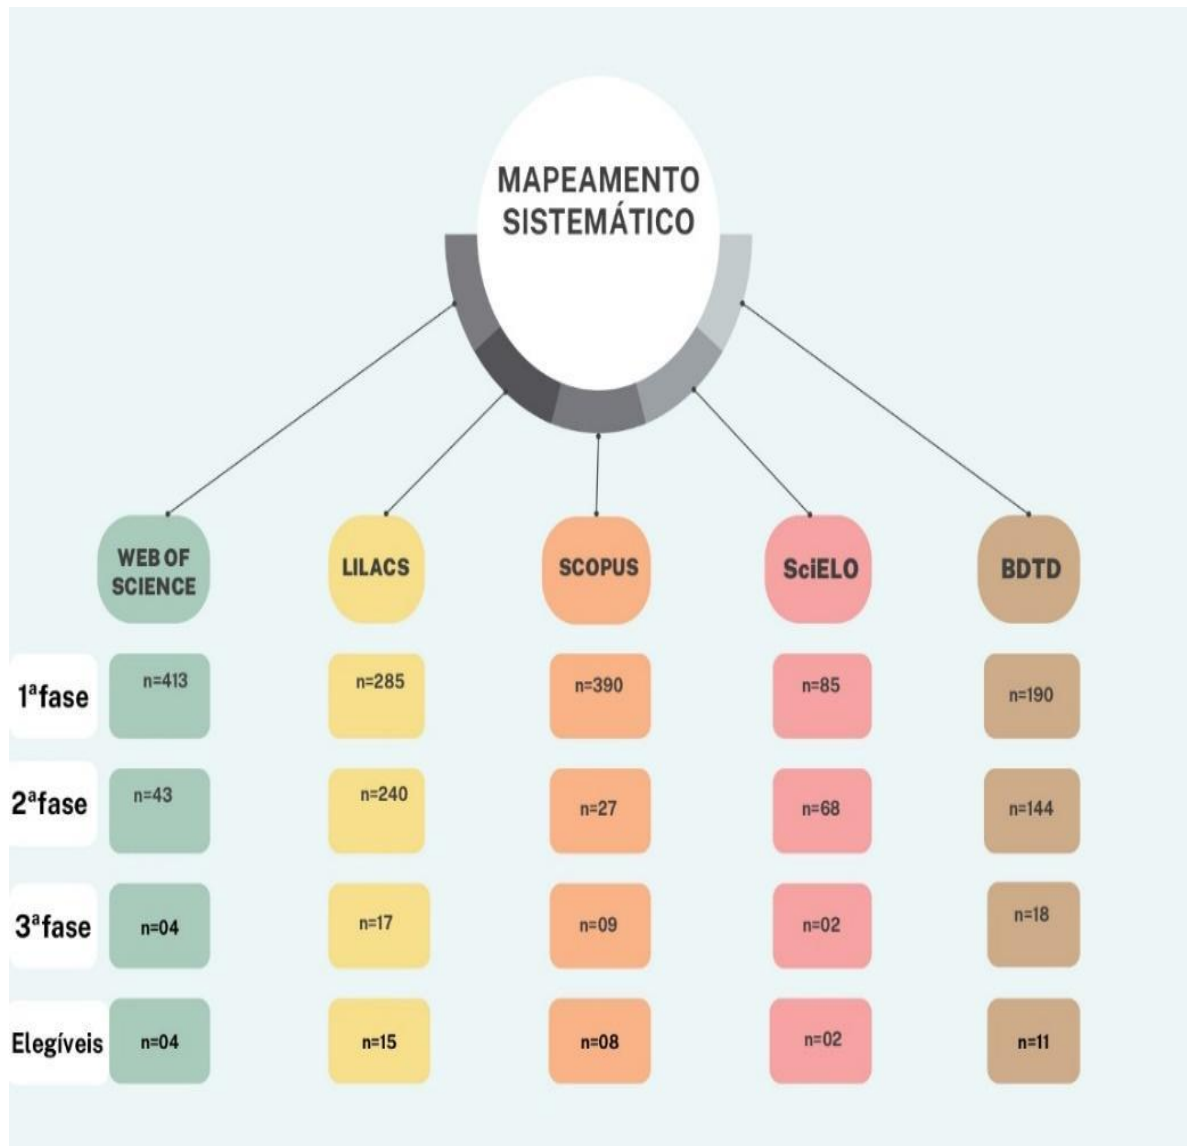 MAPEAMENTO
SISTEMÁTICO
WEB OF
SCIENCE
LILACS
SCOPUS
SciELO
BDTD
1ªfase
n=413
n=285
n=390
n=85
n=190
2ªfase
n=43
n=240
n=27
n=68
n=144
3ªfase
n=04
n=17
n=09
n=02
n=18
Elegíveis
n=04
n=15
n=08
n=02
n=11